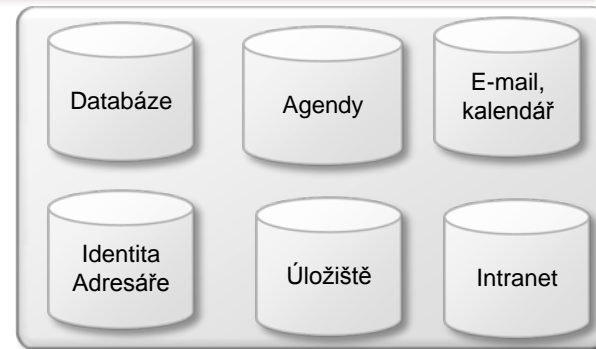 Databáze
Agendy
E-mail,
kalendář
Identita
Adresáře
Úložiště
Intranet